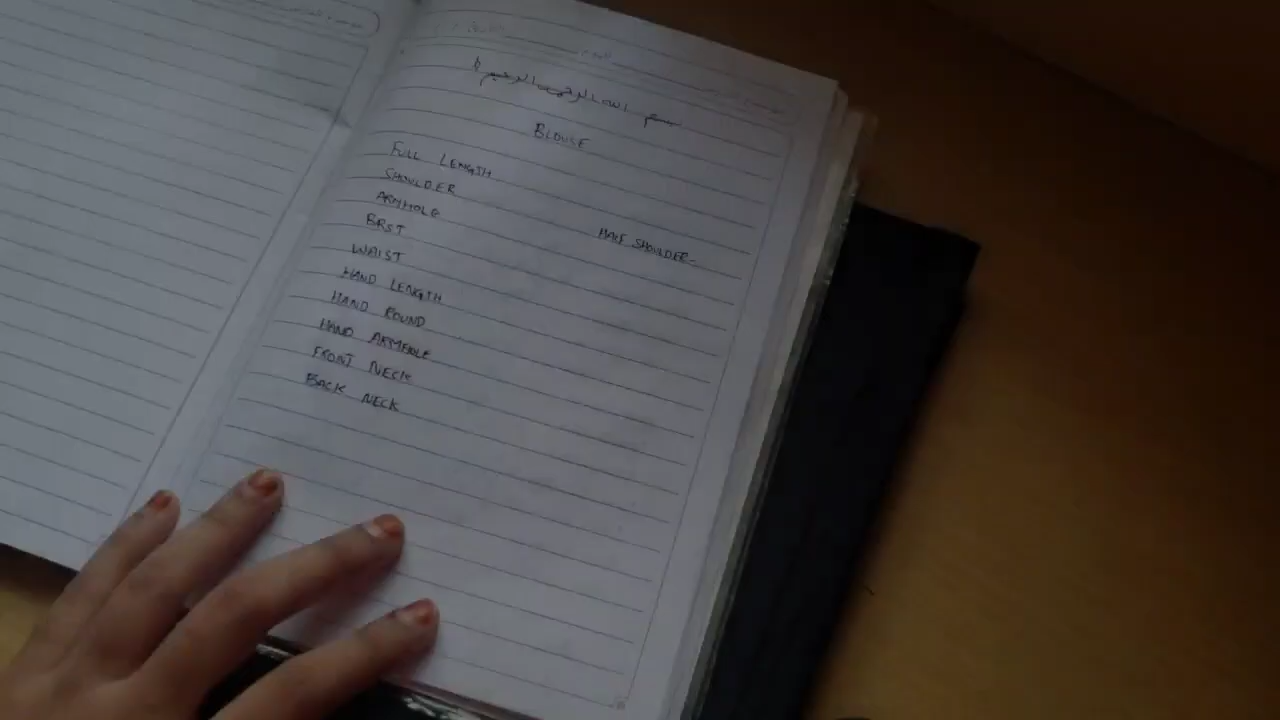 بسم الله الرحمن الرحيم
BLOUSE
FULL LENGTH
SHOULDER
ARMHOLE
HALF SHOULDER-
BRST
WAIST
HAND LENGTH
HAND ROUND
HAND ARMHOLE
FRONT NECK
BACK NECK